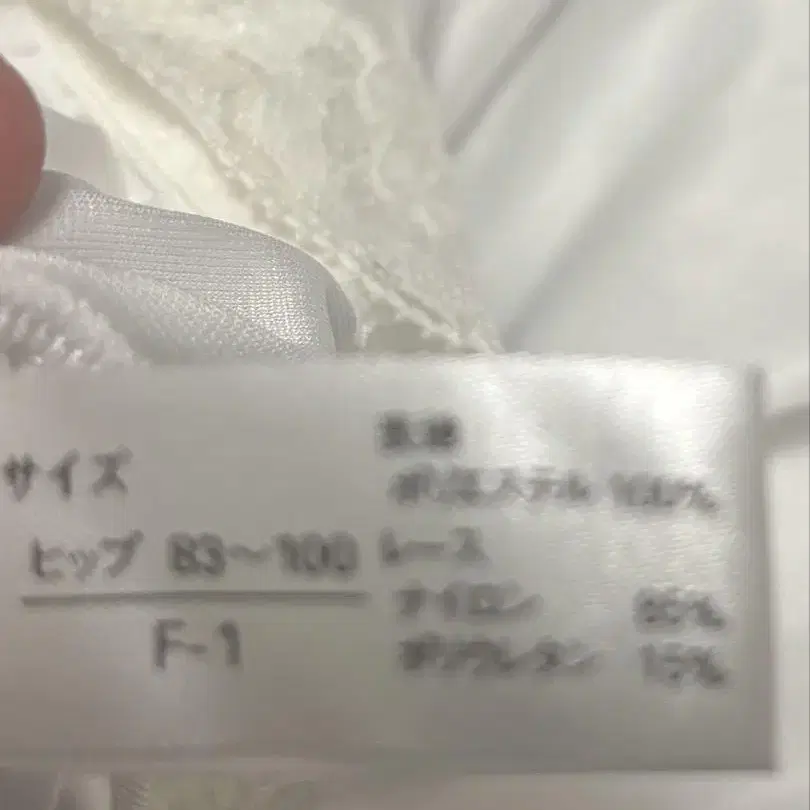 サイズ
ヒップ 83～100
F-1
ポリエステル 100%
レース
ナイロン 85%
ポリウレタン 15%